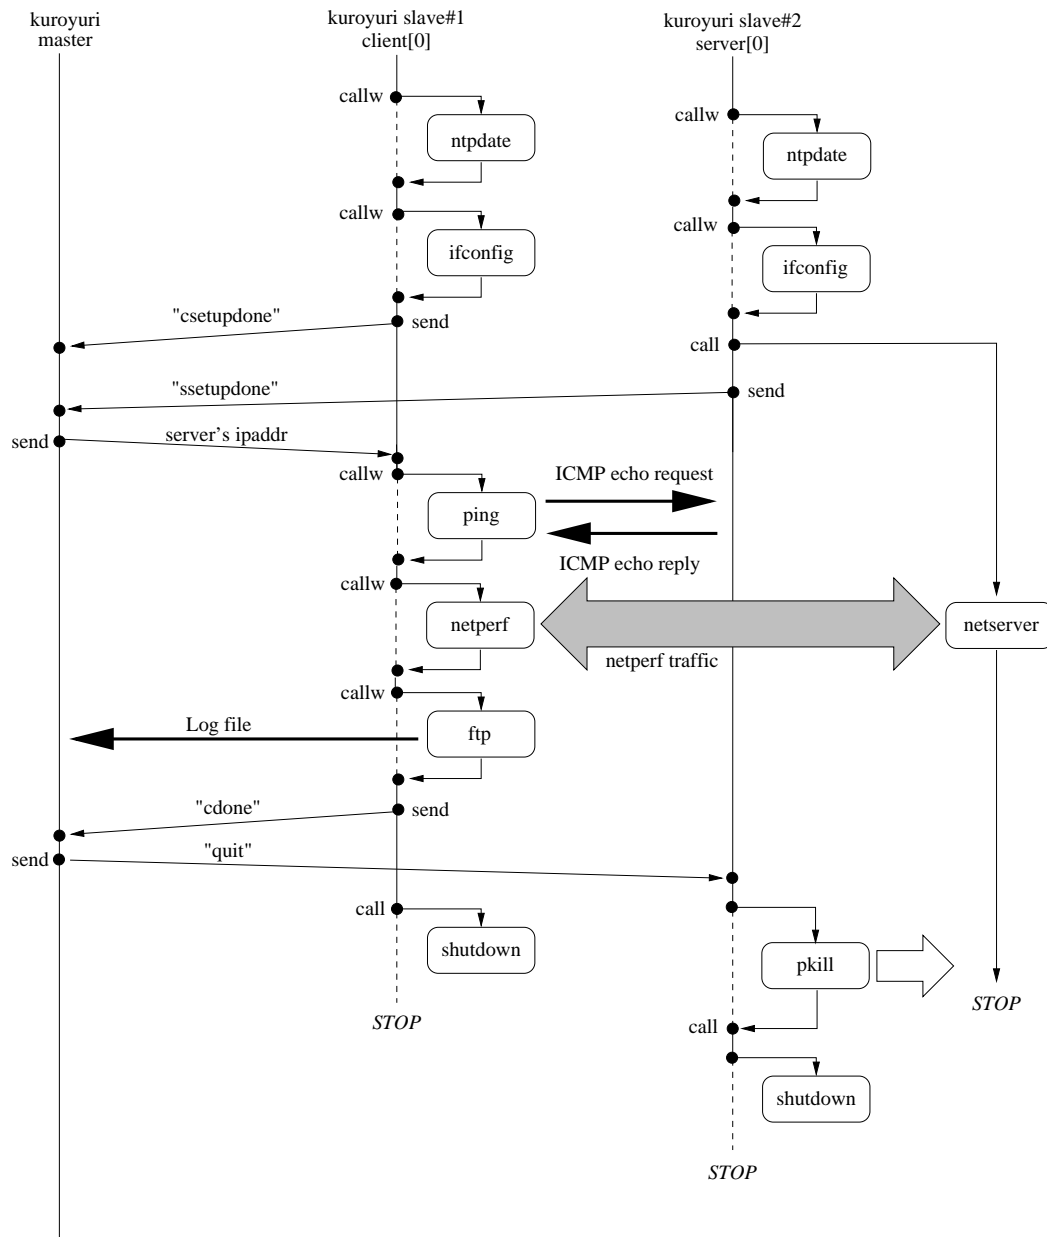 kuroyuri
master
kuroyuri slave#1
client[0]
kuroyuri slave#2
server[0]
callw
ntpdate
callw
ntpdate
callw
ifconfig
callw
ifconfig
"csetupdone"
send
call
"ssetupdone"
send
send
server's ipaddr
callw
ICMP echo request
ping
ICMP echo reply
callw
netperf
netserver
netperf traffic
callw
Log file
ftp
"cdone"
send
send
"quit"
call
shutdown
pkill
STOP
STOP
call
shutdown
STOP